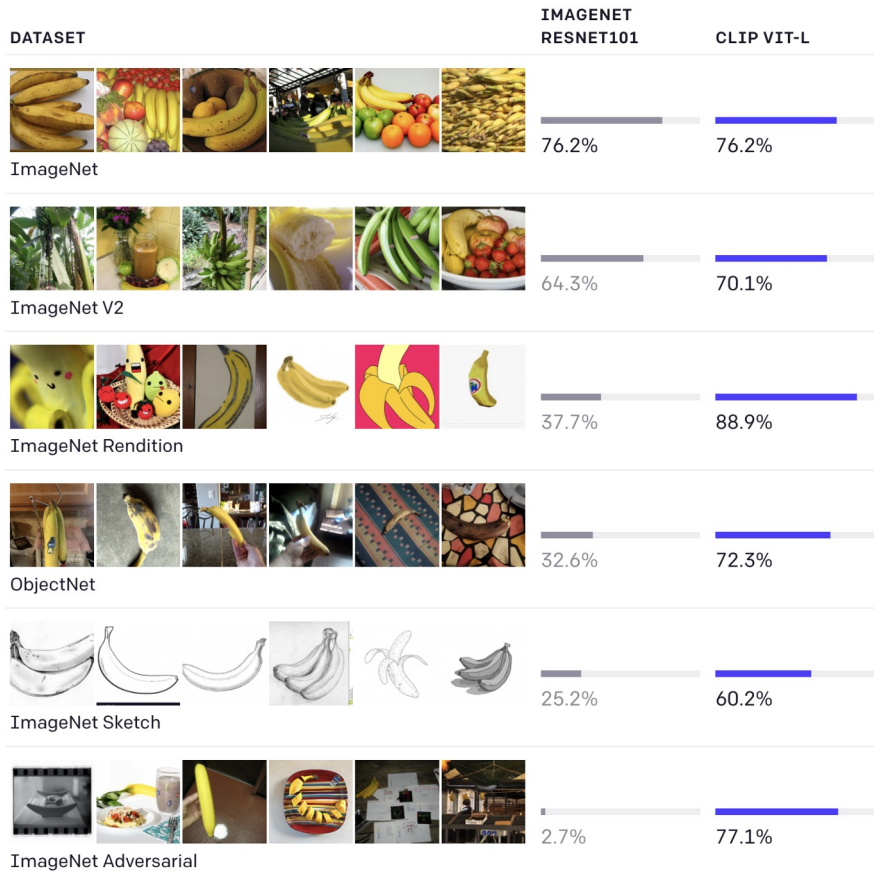 DATASET
IMAGENET
RESNET101
CLIP VIT-L
76.2%
76.2%
ImageNet
64.3%
70.1%
ImageNet V2
37.7%
88.9%
ImageNet Rendition
32.6%
72.3%
ObjectNet
25.2%
60.2%
ImageNet Sketch
2.7%
77.1%
ImageNet Adversarial